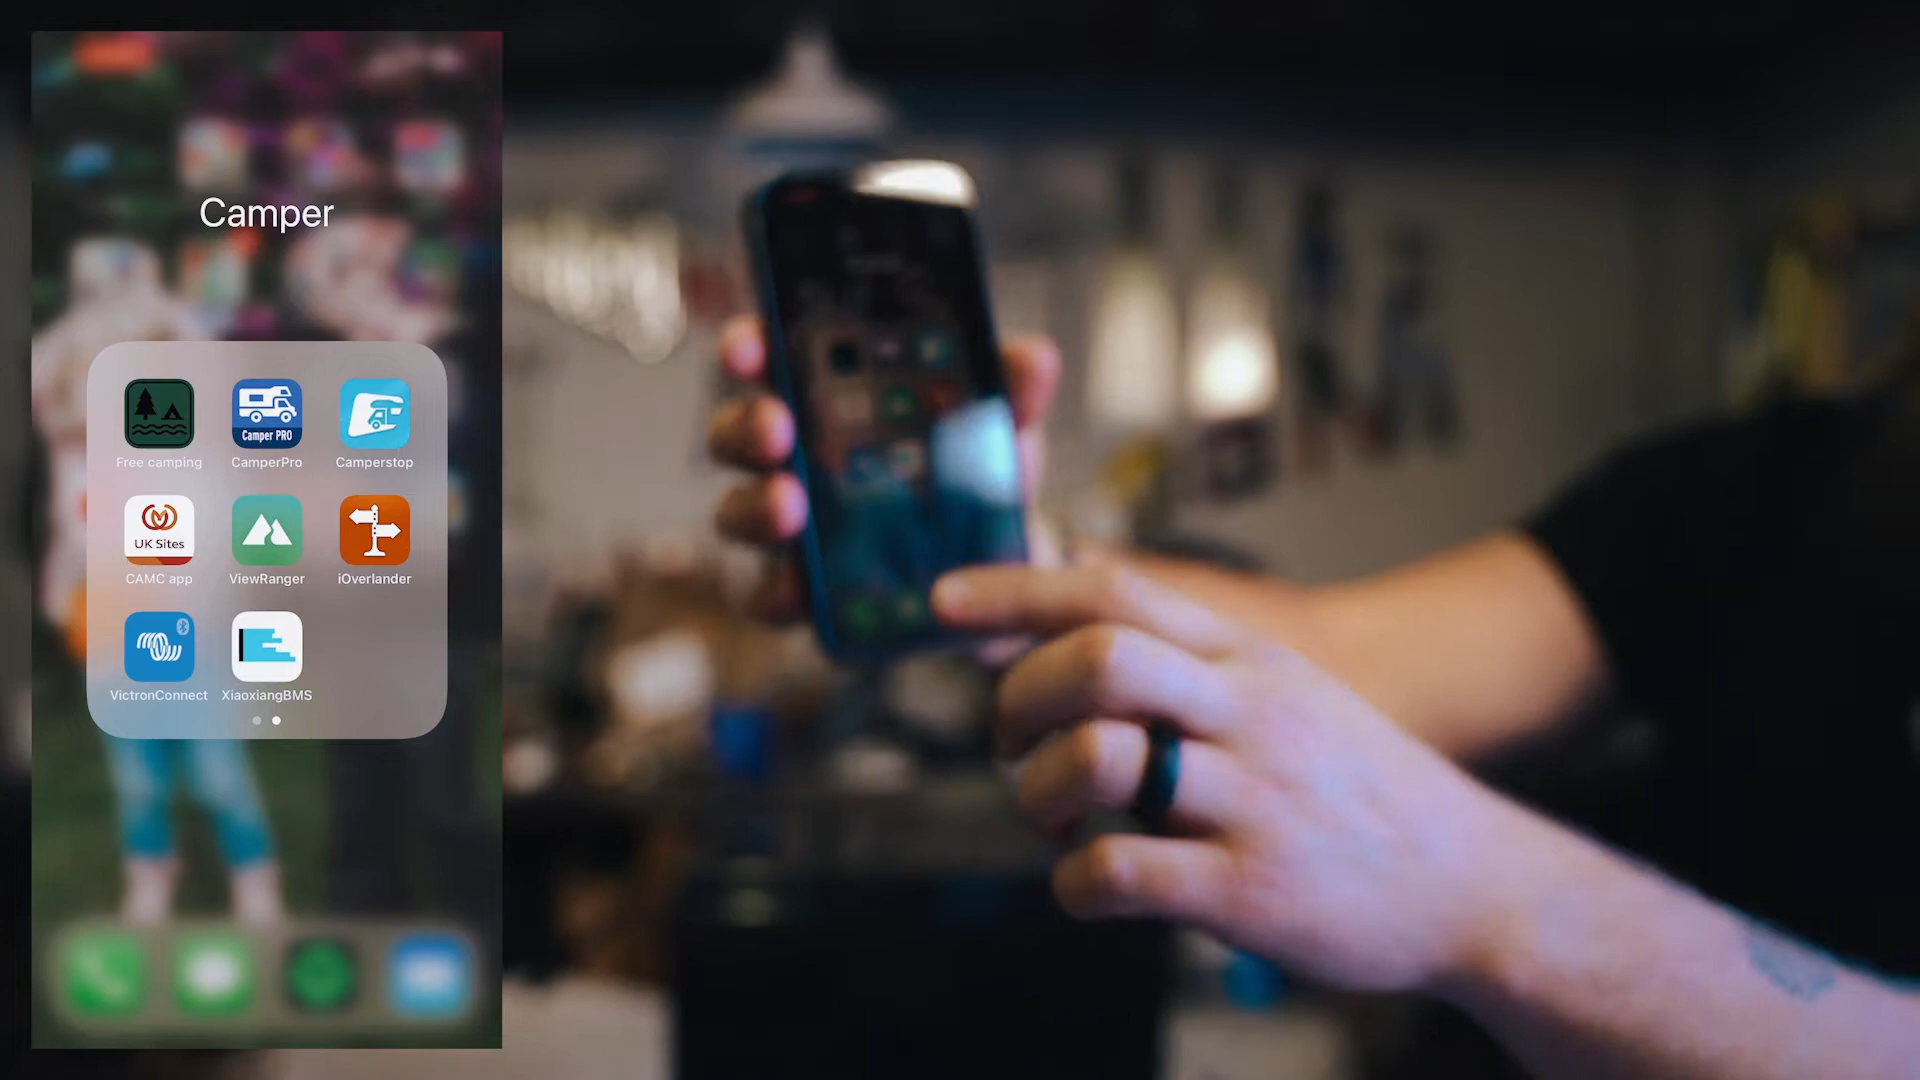 Camper
Camper PRO
Free camping CamperPro Camperstop
UK Sites
CAMC app ViewRanger iOverlander
VictronConnect XiaoxiangBMS